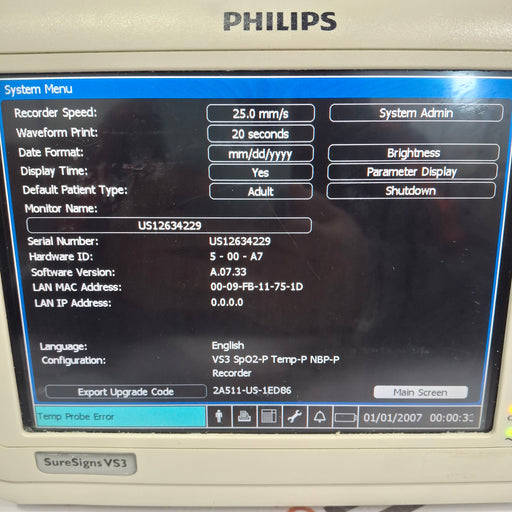 PHILIPS
System Menu
Recorder Speed: 25.0 mm/s System Admin
Waveform Print: 20 seconds
Date Format: mm/dd/yyyy Brightness
Display Time: Yes Parameter Display
Default Patient Type: Adult Shutdown
Monitor Name:
US12634229
Serial Number: US12634229
Hardware ID: 5 - 00 - A7
Software Version: A.07.33
LAN MAC Address: 00-09-FB-11-75-1D
LAN IP Address: 0.0.0.0
Language: English
Configuration: VS3 SpO2-P Temp-P NBP-P
Recorder
Export Upgrade Code 2A511-US-1ED86 Main Screen
Temp Probe Error 01/01/2007 00:00:32
SureSigns VS3